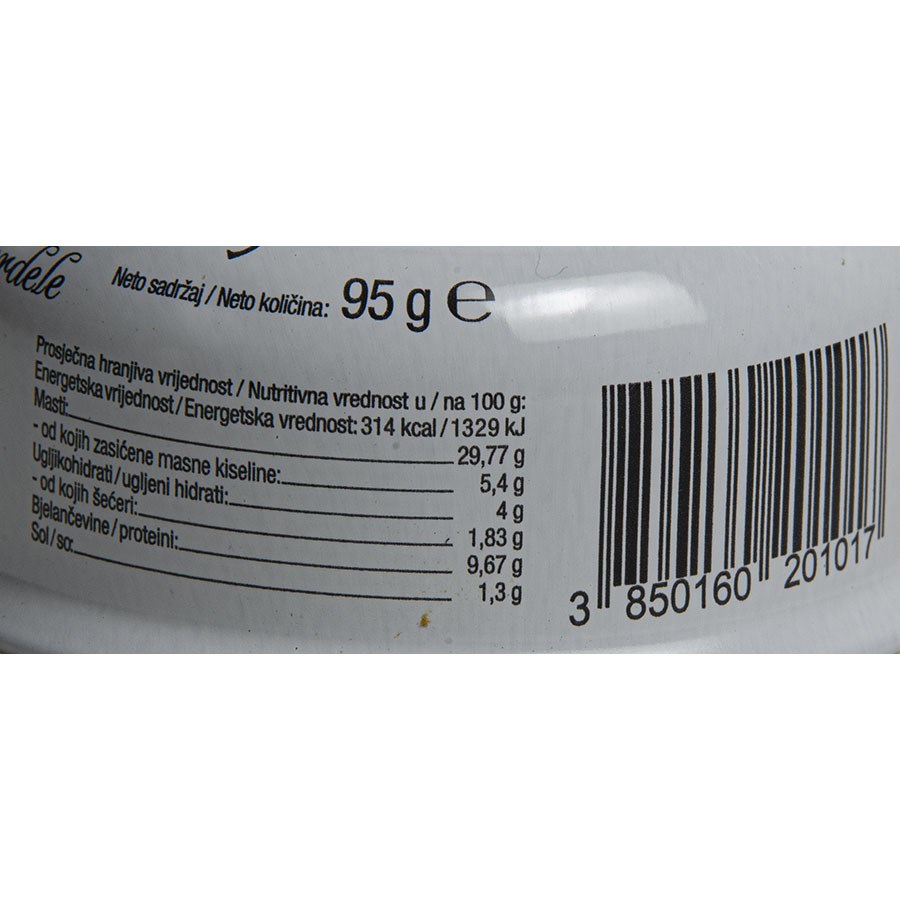 Neto sadržaj / Neto količina: 95 g ℮
Prosječna hranjiva vrijednost / Nutritivna vrednost u / na 100 g:
Energetska vrijednost / Energetska vrednost: 314 kcal / 1329 kJ
Masti: 29,77 g
- od kojih zasićene masne kiseline: 5,4 g
Ugljikohidrati / ugljeni hidrati: 4 g
- od kojih šećeri: 1,83 g
Bjelančevine / proteini: 9,67 g
Sol / so: 1,3 g
3 850160 201017